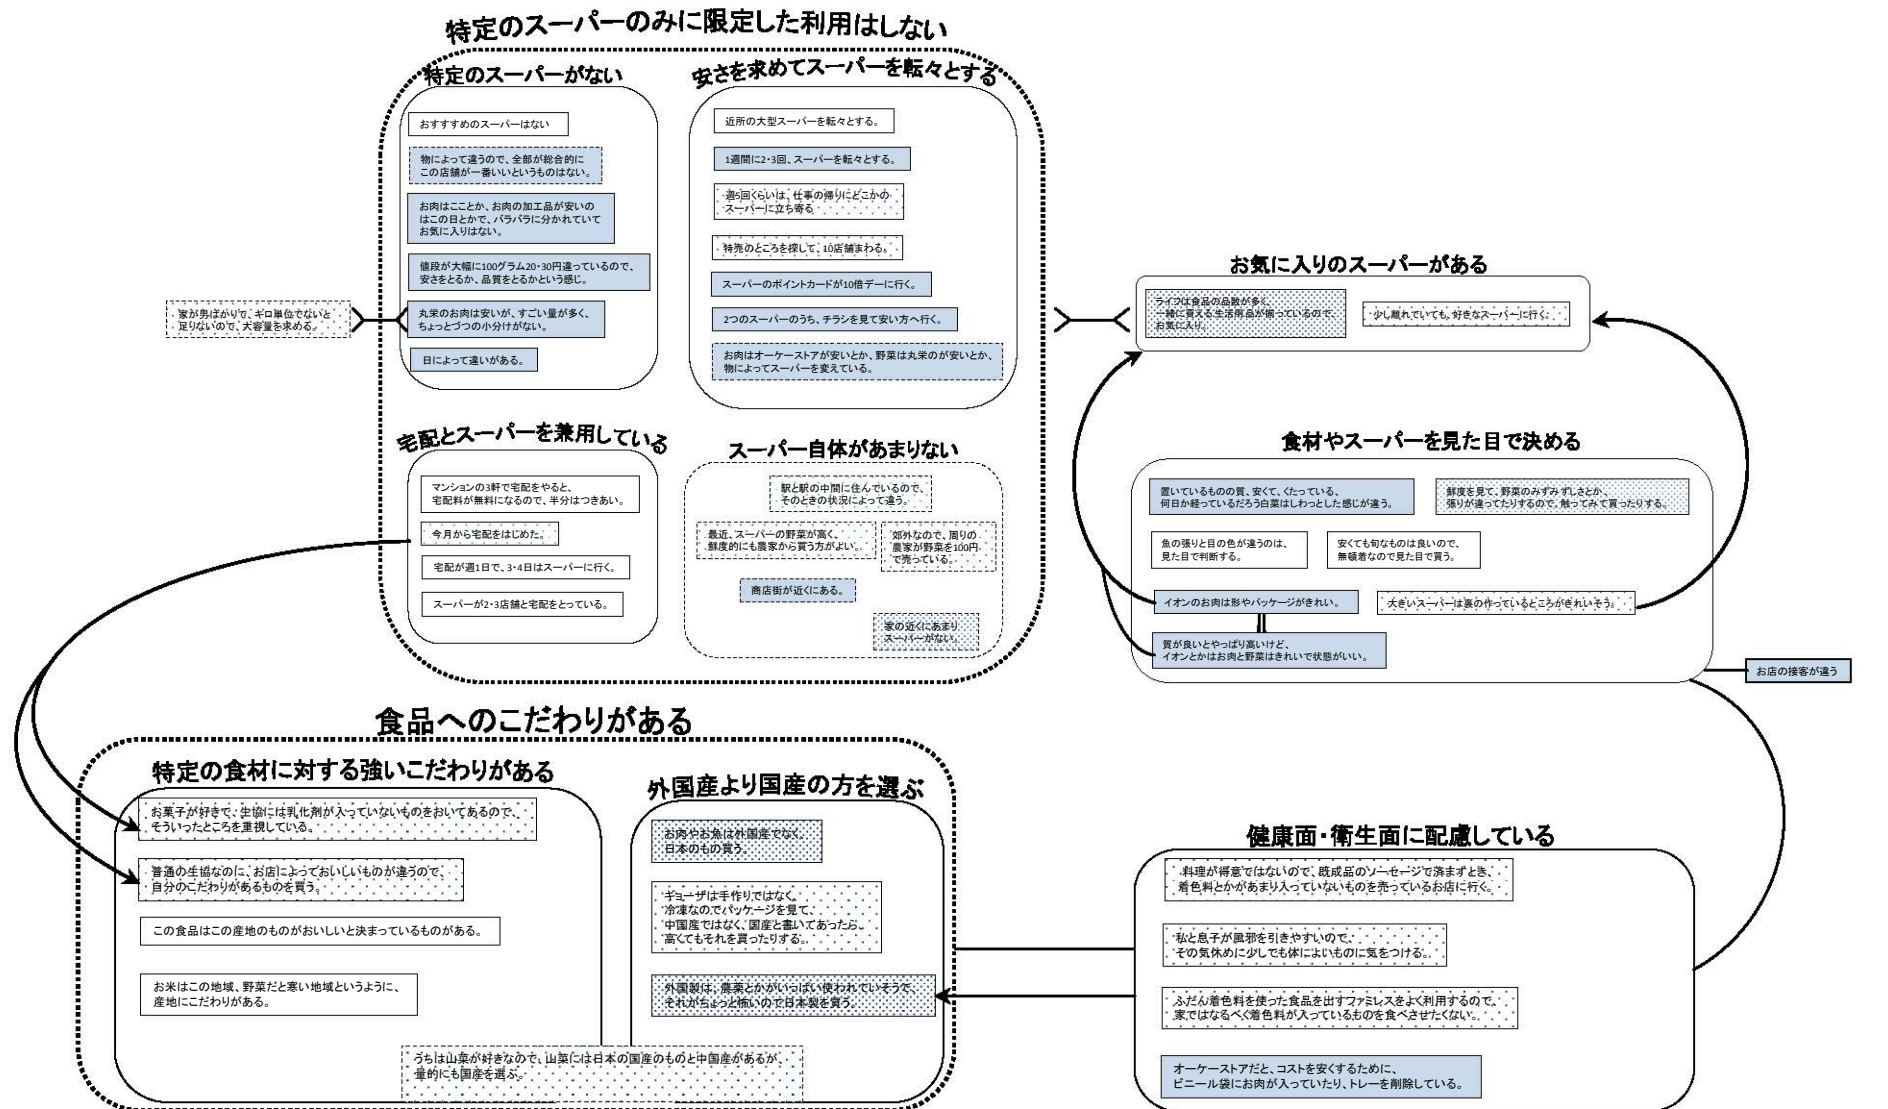 特定のスーパーのみに限定した利用はしない
特定のスーパーがない
おすすすめのスーパーはない
物によって違うので、全部が総合的に
この店舗が一番いいというものはない。
お肉はこことか、お肉の加工品が安いの
はこの日とかで、バラバラに分かれていて
お気に入りはない。
値段が大幅に100グラム20・30円違っているので、
安さをとるか、品質をとるかという感じ。
丸栄のお肉は安いが、すごい量が多く、
ちょっとづつの小分けがない。
日によって違いがある。
家が男ばかりで、キロ単位でないと
足りないので、大容量を求める。
安さを求めてスーパーを転々とする
近所の大型スーパーを転々とする。
1週間に2・3回、スーパーを転々とする。
週5回くらいは、仕事の帰りにどこかの
スーパーに立ち寄る
特売のところを探して、10店舗まわる。
スーパーのポイントカードが10倍デーに行く。
2つのスーパーのうち、チラシを見て安い方へ行く。
お肉はオーケーストアが安いとか、野菜は丸栄のが安いとか、
物によってスーパーを変えている。
宅配とスーパーを兼用している
マンションの3軒で宅配をやると、
宅配料が無料になるので、半分はつきあい。
今月から宅配をはじめた。
宅配が週1日で、3・4日はスーパーに行く。
スーパーが2・3店舗と宅配をとっている。
スーパー自体があまりない
駅と駅の中間に住んでいるので、
そのときの状況によって違う。
最近、スーパーの野菜が高く、
鮮度的にも農家から買う方がよい。
郊外なので、周りの
農家が野菜を100円
で売っている。
商店街が近くにある。
家の近くにあまり
スーパーがない。
お気に入りのスーパーがある
ライフは食品の品数が多く、
一緒に買える生活用品が揃っているので、
お気に入り。
少し離れていても、好きなスーパーに行く。
食材やスーパーを見た目で決める
置いているものの質、安くて、くたっている、
何日か経っているだろう白菜はしわっとした感じが違う。
鮮度を見て、野菜のみずみずしさとか、
張りが違ってたりするので、触ってみて買ったりする。
魚の張りと目の色が違うのは、
見た目で判断する。
安くても旬なものは良いので、
無頓着なので見た目で買う。
イオンのお肉は形やパッケージがきれい。
大きいスーパーは裏の作っているところがきれいそう。
質が良いとやっぱり高いけど、
イオンとかはお肉と野菜はきれいで状態がいい。
お店の接客が違う
食品へのこだわりがある
特定の食材に対する強いこだわりがある
お菓子が好きで、生協には乳化剤が入っていないものをおいてあるので、
そういったところを重視している。
普通の生協なのに、お店によっておいしいものが違うので、
自分のこだわりがあるものを買う。
この食品はこの産地のものがおいしいと決まっているものがある。
お米はこの地域、野菜だと寒い地域というように、
産地にこだわりがある。
外国産より国産の方を選ぶ
お肉やお魚は外国産でなく、
日本のもの買う。
ギョーザは手作りではなく、
冷凍なのでパッケージを見て、
中国産ではなく、国産と書いてあったら、
高くてもそれを買ったりする。
外国製は、農薬とかがいっぱい使われていそうで、
それがちょっと怖いので日本製を買う。
うちは山菜が好きなので、山菜には日本の国産のものと中国産があるが、
量的にも国産を選ぶ。
健康面・衛生面に配慮している
料理が得意ではないので、既成品のソーセージで済まずとき、
着色料とかがあまり入っていないものを売っているお店に行く。
私と息子が風邪を引きやすいので、
その気休めに少しでも体によいものに気をつける。
ふだん着色料を使った食品を出すファミレスをよく利用するので、
家ではなるべく着色料が入っているものを食べさせたくない。
オーケーストアだと、コストを安くするために、
ビニール袋にお肉が入っていたり、トレーを削除している。